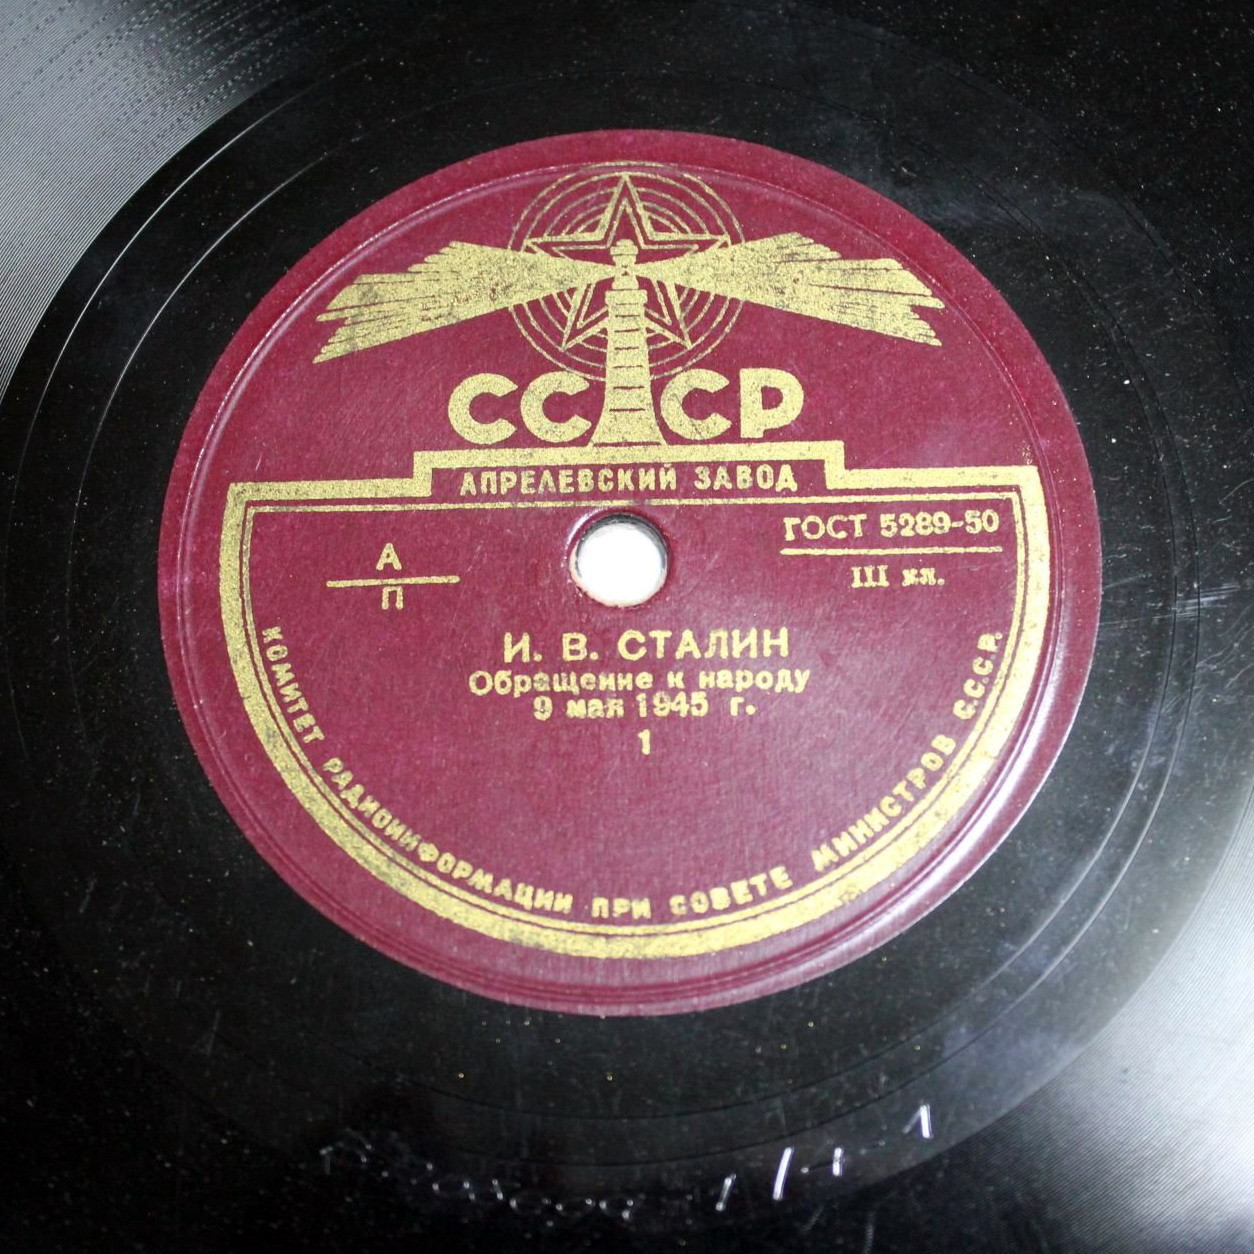 СССР
АПРЕЛЕВСКИЙ ЗАВОД
ГОСТ 5289-50
III кл.
А
П
И. В. СТАЛИН
Обращение к народу
9 мая 1945 г.
1
КОМИТЕТ РАДИОИНФОРМАЦИИ ПРИ СОВЕТЕ МИНИСТРОВ С.С.С.Р.